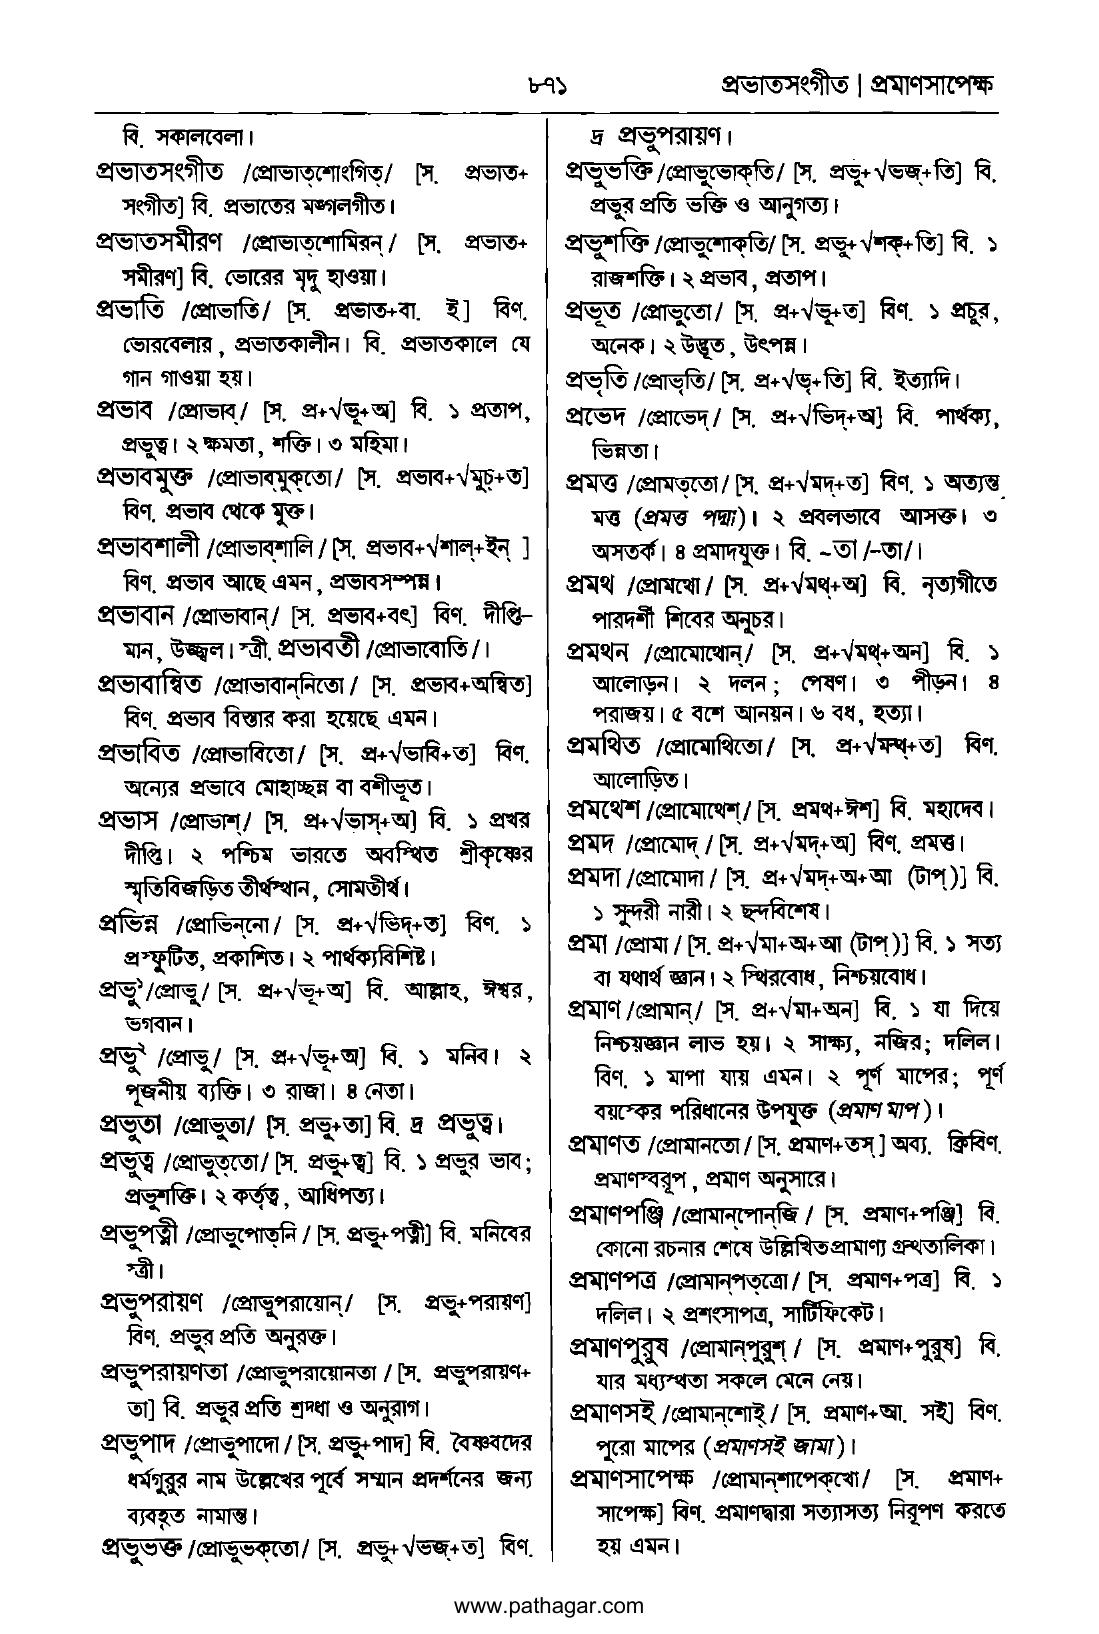 ৮৭১
প্রভাতসংগীত | প্রমাণসাপেক্ষ
বি. সকালবেলা।
প্রভাতসংগীত /প্রোভাত্‌শোংগিত্/ [স. প্রভাত+
সংগীত] বি. প্রভাতের মঙ্গলগীত।
প্রভাতসমীরণ /প্রোভাত্‌শোমিরন্/ [স. প্রভাত+
সমীরণ] বি. ভোরের মৃদু হাওয়া।
প্রভাতি /প্রোভাতি/ [স. প্রভাত+বা. ই] বিণ.
ভোরবেলার, প্রভাতকালীন। বি. প্রভাতকালে যে
গান গাওয়া হয়।
প্রভাব /প্রোভাব্/ [স. প্র+√ভূ+অ] বি. ১ প্রতাপ,
প্রভুত্ব। ২ ক্ষমতা, শক্তি। ৩ মহিমা।
প্রভাবমুক্ত /প্রোভাব্‌মুক্‌তো/ [স. প্রভাব+√মুচ্+ত]
বিণ. প্রভাব থেকে মুক্ত।
প্রভাবশালী /প্রোভাব্‌শালি/ [স. প্রভাব+√শাল্+ইন্ ]
বিণ. প্রভাব আছে এমন, প্রভাবসম্পন্ন।
প্রভাবান /প্রোভাবান্/ [স. প্রভাব+বৎ] বিণ. দীপ্তি-
মান, উজ্জ্বল। স্ত্রী. প্রভাবতী /প্রোভাবোতি/।
প্রভাবান্বিত /প্রোভাবান্‌নিতো/ [স. প্রভাব+অন্বিত]
বিণ. প্রভাব বিস্তার করা হয়েছে এমন।
প্রভাবিত /প্রোভাবিতো/ [স. প্র+√ভাবি+ত] বিণ.
অন্যের প্রভাবে মোহাচ্ছন্ন বা বশীভূত।
প্রভাস /প্রোভাশ্/ [স. প্র+√ভাস্+অ] বি. ১ প্রখর
দীপ্তি। ২ পশ্চিম ভারতে অবস্থিত শ্রীকৃষ্ণের
স্মৃতিবিজড়িত তীর্থস্থান, সোমতীর্থ।
প্রভিন্ন /প্রোভিন্‌নো/ [স. প্র+√ভিদ্+ত] বিণ. ১
প্রস্ফুটিত, প্রকাশিত। ২ পার্থক্যবিশিষ্ট।
প্রভু১ /প্রোভু/ [স. প্র+√ভূ+অ] বি. আল্লাহ, ঈশ্বর,
ভগবান।
প্রভু২ /প্রোভু/ [স. প্র+√ভূ+অ] বি. ১ মনিব। ২
পূজনীয় ব্যক্তি। ৩ রাজা। ৪ নেতা।
প্রভুতা /প্রোভুতা/ [স. প্রভু+তা] বি. দ্র প্রভুত্ব।
প্রভুত্ব /প্রোভুত্‌তো/ [স. প্রভু+ত্ব] বি. ১ প্রভুর ভাব;
প্রভুশক্তি। ২ কর্তৃত্ব, আধিপত্য।
প্রভুপত্নী /প্রোভুপোত্‌নি/ [স. প্রভু+পত্নী] বি. মনিবের
স্ত্রী।
প্রভুপরায়ণ /প্রোভুপরায়োন্/ [স. প্রভু+পরায়ণ]
বিণ. প্রভুর প্রতি অনুরক্ত।
প্রভুপরায়ণতা /প্রোভুপরায়োনতা/ [স. প্রভুপরায়ণ+
তা] বি. প্রভুর প্রতি শ্রদ্ধা ও অনুরাগ।
প্রভুপাদ /প্রোভুপাদো/ [স. প্রভু+পাদ] বি. বৈষ্ণবদের
ধর্মগুরুর নাম উল্লেখের পূর্বে সম্মান প্রদর্শনের জন্য
ব্যবহৃত নামান্ত।
প্রভুভক্ত /প্রোভুভক্‌তো/ [স. প্রভু+√ভজ্+ত] বিণ.
দ্র প্রভুপরায়ণ।
প্রভুভক্তি /প্রোভুভোক্‌তি/ [স. প্রভু+√ভজ্+তি] বি.
প্রভুর প্রতি ভক্তি ও আনুগত্য।
প্রভুশক্তি /প্রোভুশোক্‌তি/ [স. প্রভু+√শক্+তি] বি. ১
রাজশক্তি। ২ প্রভাব, প্রতাপ।
প্রভূত /প্রোভুতো/ [স. প্র+√ভূ+ত] বিণ. ১ প্রচুর,
অনেক। ২ উদ্ভূত, উৎপন্ন।
প্রভৃতি /প্রোভৃতি/ [স. প্র+√ভৃ+তি] বি. ইত্যাদি।
প্রভেদ /প্রোভেদ্/ [স. প্র+√ভিদ্+অ] বি. পার্থক্য,
ভিন্নতা।
প্রমত্ত /প্রোমত্‌তো/ [স. প্র+√মদ্+ত] বিণ. ১ অত্যন্ত
মত্ত (প্রমত্ত পদ্মা)। ২ প্রবলভাবে আসক্ত। ৩
অসতর্ক। ৪ প্রমাদযুক্ত। বি. ~তা /-তা/।
প্রমথ /প্রোমথো/ [স. প্র+√মথ্+অ] বি. নৃত্যগীতে
পারদর্শী শিবের অনুচর।
প্রমথন /প্রোমোথোন্/ [স. প্র+√মথ্+অন] বি. ১
আলোড়ন। ২ দলন; পেষণ। ৩ পীড়ন। ৪
পরাজয়। ৫ বশে আনয়ন। ৬ বধ, হত্যা।
প্রমথিত /প্রোমোথিতো/ [স. প্র+√মন্থ্+ত] বিণ.
আলোড়িত।
প্রমথেশ /প্রোমোথেশ্/ [স. প্রমথ+ঈশ] বি. মহাদেব।
প্রমদ /প্রোমোদ্/ [স. প্র+√মদ্+অ] বিণ. প্রমত্ত।
প্রমদা /প্রোমোদা/ [স. প্র+√মদ্+অ+আ (টাপ্)] বি.
১ সুন্দরী নারী। ২ ছন্দবিশেষ।
প্রমা /প্রোমা/ [স. প্র+√মা+অ+আ (টাপ্)] বি. ১ সত্য
বা যথার্থ জ্ঞান। ২ স্থিরবোধ, নিশ্চয়বোধ।
প্রমাণ /প্রোমান্/ [স. প্র+√মা+অন] বি. ১ যা দিয়ে
নিশ্চয়জ্ঞান লাভ হয়। ২ সাক্ষ্য, নজির; দলিল।
বিণ. ১ মাপা যায় এমন। ২ পূর্ণ মাপের; পূর্ণ
বয়স্কের পরিধানের উপযুক্ত (প্রমাণ মাপ)।
প্রমাণত /প্রোমানতো/ [স. প্রমাণ+তস্] অব্য. ক্রিবিণ.
প্রমাণস্বরূপ, প্রমাণ অনুসারে।
প্রমাণপঞ্জি /প্রোমান্‌পোন্‌জি/ [স. প্রমাণ+পঞ্জি] বি.
কোনো রচনার শেষে উল্লিখিত প্রামাণ্য গ্রন্থতালিকা।
প্রমাণপত্র /প্রোমান্‌পত্‌ত্রো/ [স. প্রমাণ+পত্র] বি. ১
দলিল। ২ প্রশংসাপত্র, সার্টিফিকেট।
প্রমাণপুরুষ /প্রোমান্‌পুরুশ্/ [স. প্রমাণ+পুরুষ] বি.
যার মধ্যস্থতা সকলে মেনে নেয়।
প্রমাণসই /প্রোমান্‌শোই্/ [স. প্রমাণ+আ. সই] বিণ.
পুরো মাপের (প্রমাণসই জামা)।
প্রমাণসাপেক্ষ /প্রোমান্‌শাপেক্‌খো/ [স. প্রমাণ+
সাপেক্ষ] বিণ. প্রমাণদ্বারা সত্যাসত্য নিরূপণ করতে
হয় এমন।
www.pathagar.com